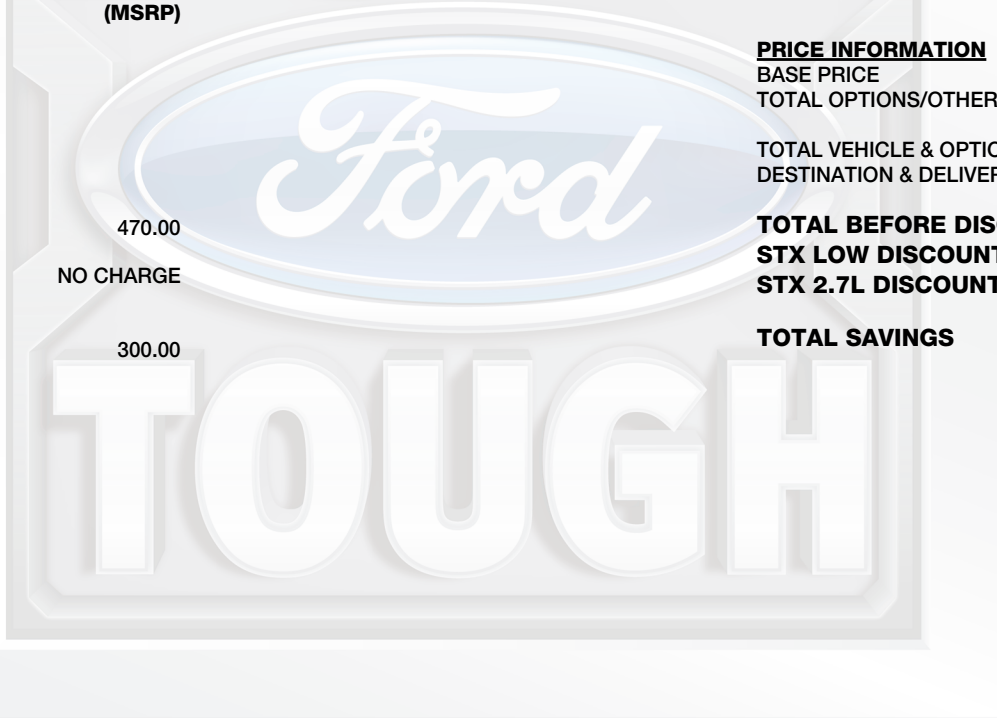 (MSRP)
470.00
NO CHARGE
300.00
PRICE INFORMATION
BASE PRICE
TOTAL OPTIONS/OTHER
TOTAL VEHICLE & OPTIO
DESTINATION & DELIVER
TOTAL BEFORE DIS
STX LOW DISCOUNT
STX 2.7L DISCOUNT
TOTAL SAVINGS
Ford
TOUGH